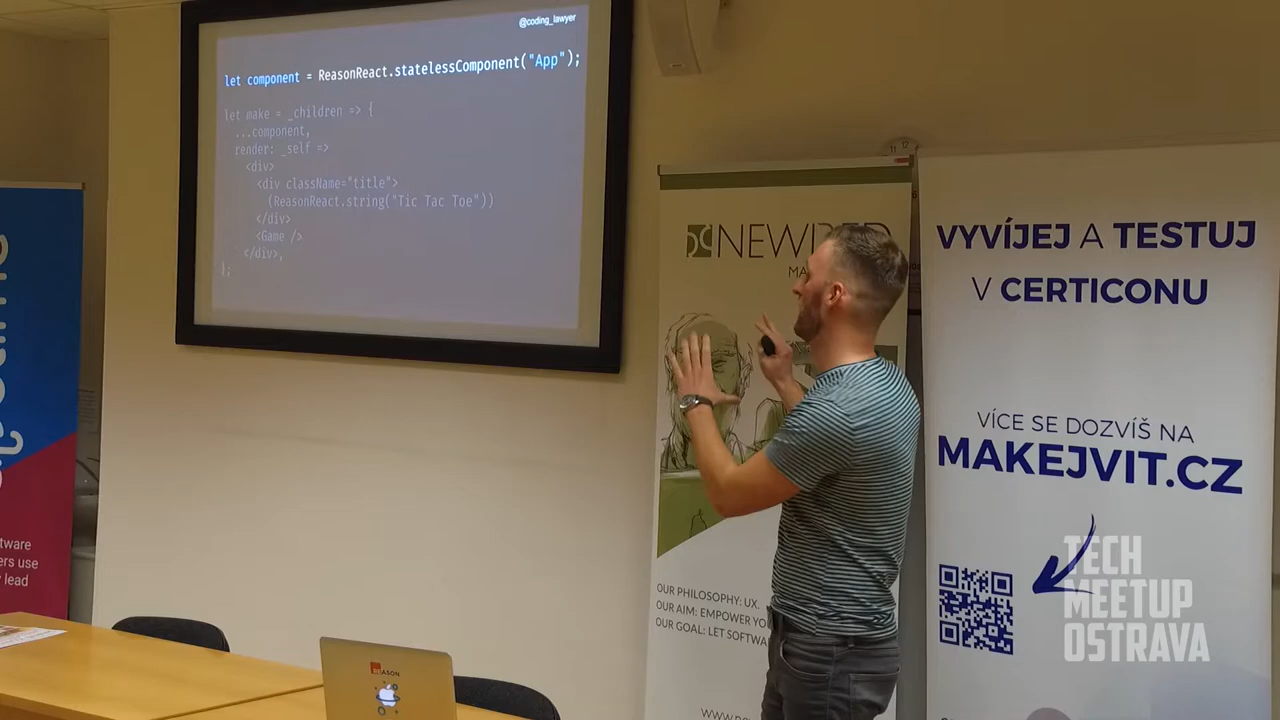 @coding_lawyer
let component = ReasonReact.statelessComponent("App");
let make = _children => {
...component,
render: _self =>
<div>
<div className="title">
(ReasonReact.string("Tic Tac Toe"))
</div>
<Game />
</div>,
};
tware
ers use
lead
REASON
OUR PHILOSOPHY: UX.
OUR AIM: EMPOWER YO
OUR GOAL: LET SOFTWA
VYVÍJEJ A TESTUJ
V CERTICONU
VÍCE SE DOZVÍŠ NA
MAKEJVIT.CZ
TECH
MEETUP
OSTRAVA